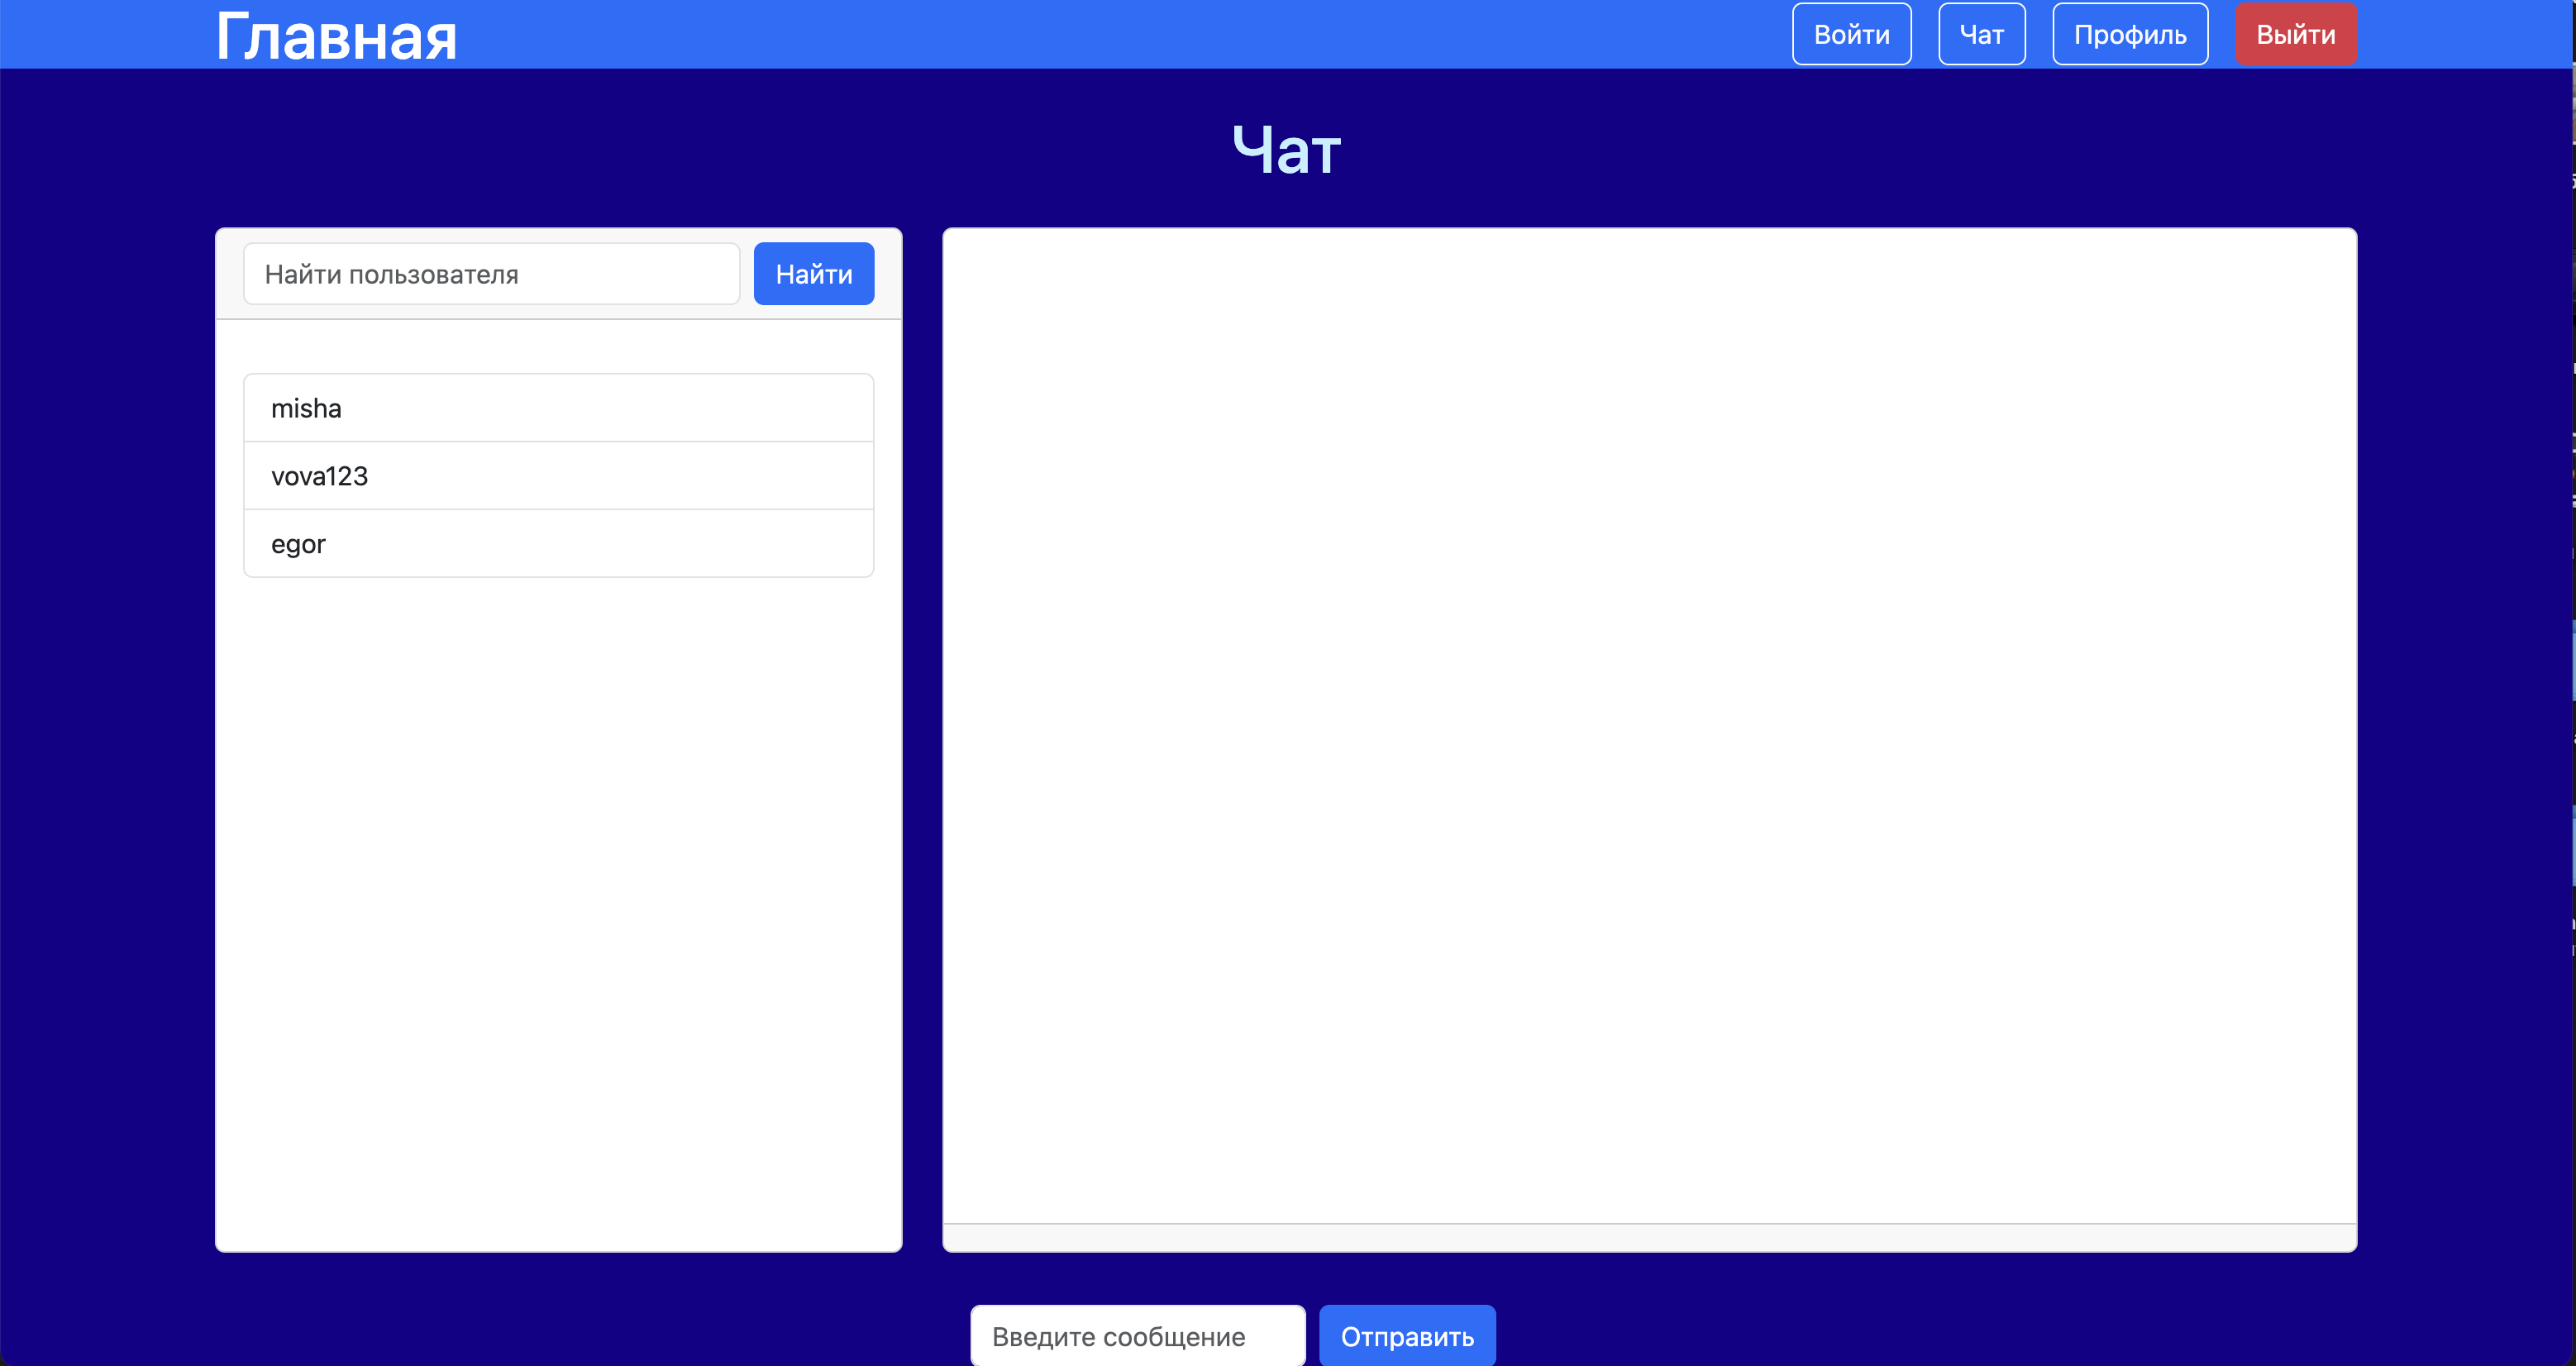 Главная
Войти
Чат
Профиль
Выйти
Чат
Найти пользователя
Найти
misha
vova123
egor
Введите сообщение
Отправить